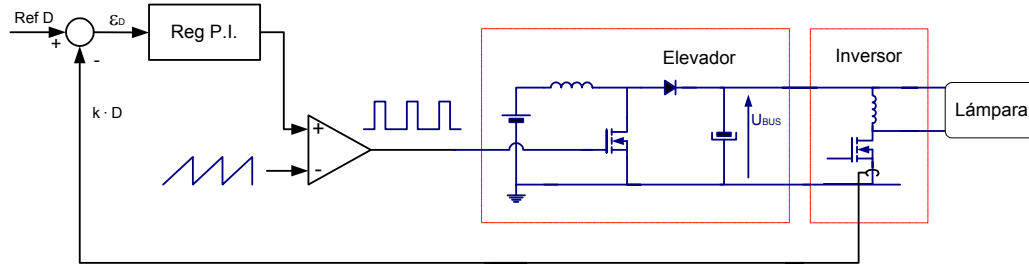 Ref D
+
-
εD
Reg P.I.
k · D
+
-
Elevador
UBUS
Inversor
Lámpara